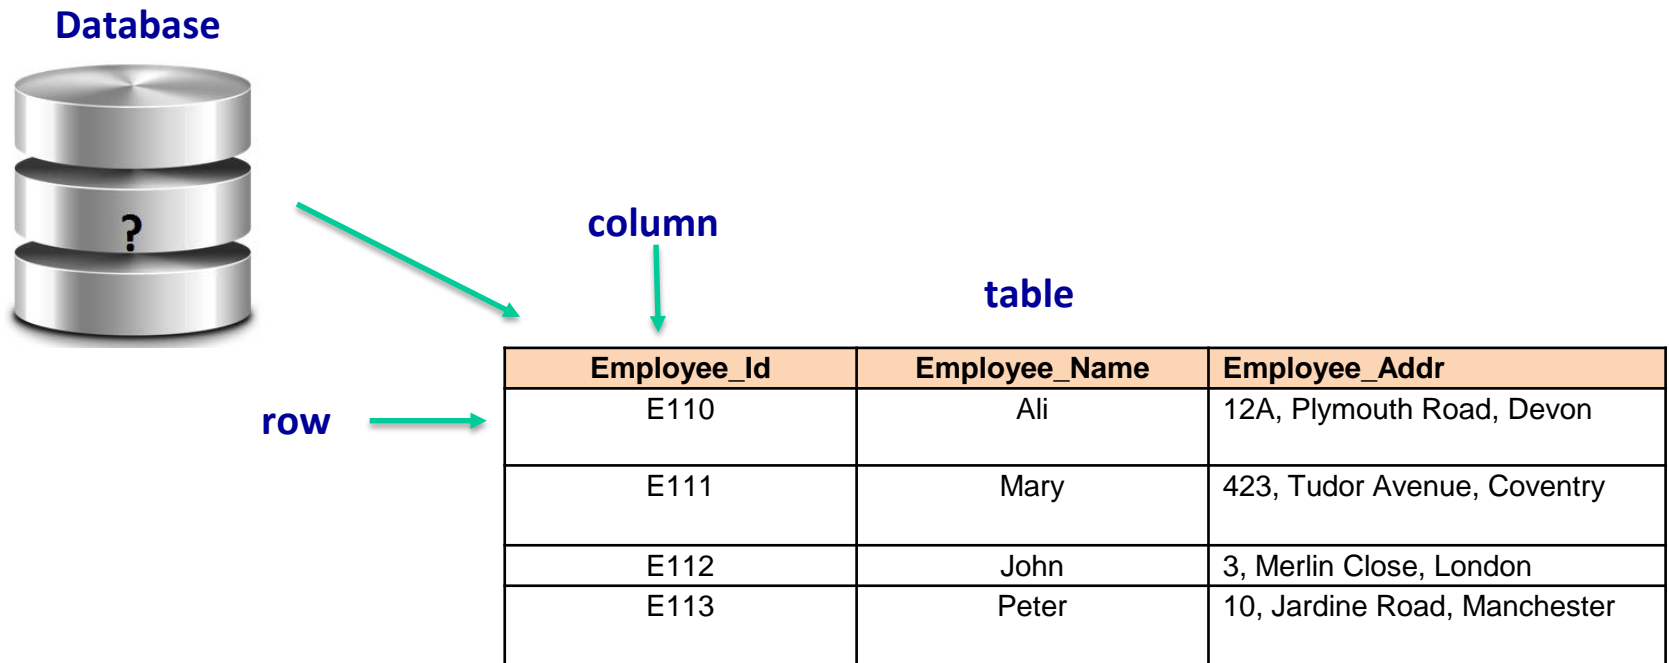 Database
?
column
table
Employee_Id Employee_Name Employee_Addr
row
E110 Ali 12A, Plymouth Road, Devon
E111 Mary 423, Tudor Avenue, Coventry
E112 John 3, Merlin Close, London
E113 Peter 10, Jardine Road, Manchester